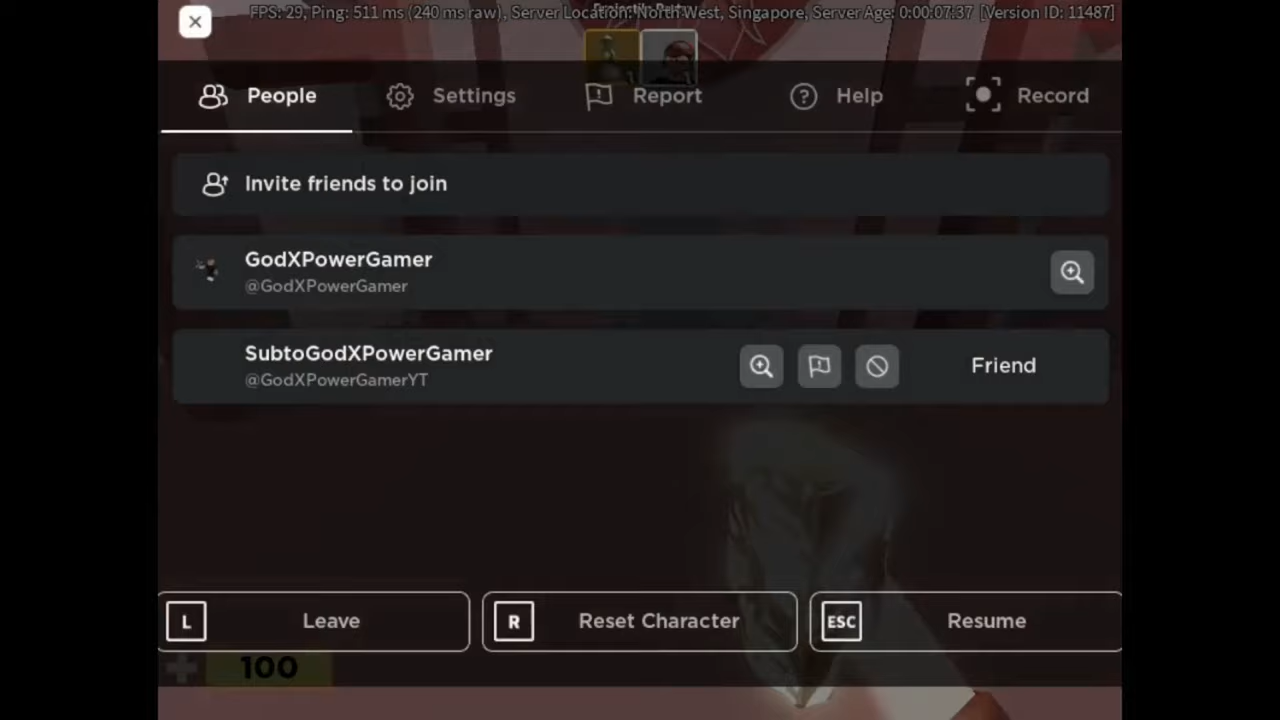 FPS: 29, Ping: 511 ms (240 ms raw), Server Location: North West, Singapore, Server Age: 0:00:07:37 [Version ID: 11487]
People
Settings
Report
Help
Record
Invite friends to join
GodXPowerGamer
@GodXPowerGamer
SubtoGodXPowerGamer
@GodXPowerGamerYT
Friend
L
Leave
R
Reset Character
ESC
Resume
100